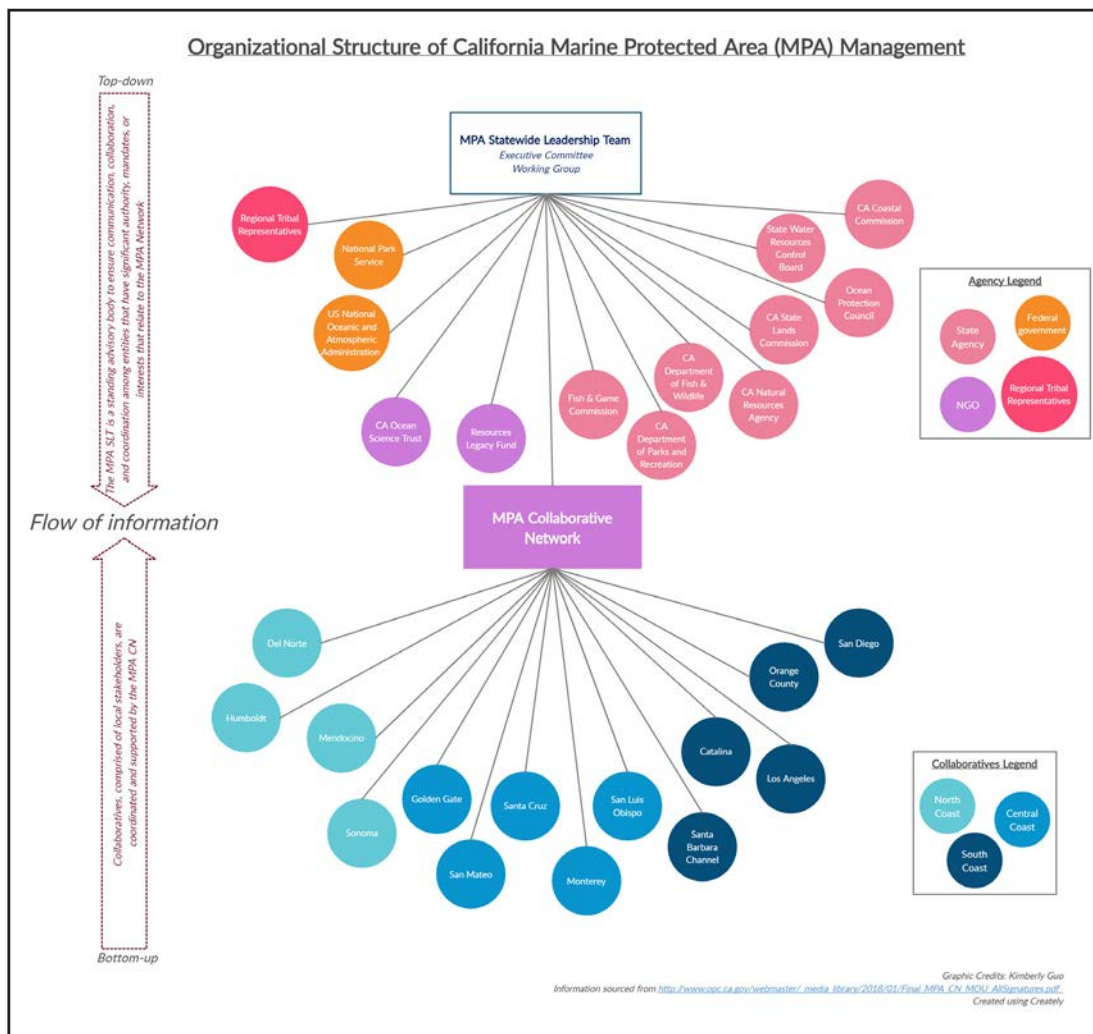 Organizational Structure of California Marine Protected Area (MPA) Management
Top-down
The MPA SLT is a standing advisory body to ensure communication, collaboration,
and coordination among entities that have significant authority, mandates, or
interests that relate to the MPA Network
MPA Statewide Leadership Team
Executive Committee
Working Group
Regional Tribal
Representatives
National Park
Service
US National
Oceanic and
Atmospheric
Administration
CA Ocean
Science Trust
Resources
Legacy Fund
Fish & Game
Commission
CA
Department
of Parks and
Recreation
CA
Department
of Fish &
Wildlife
CA Natural
Resources
Agency
CA State
Lands
Commission
Ocean
Protection
Council
State Water
Resources
Control
Board
CA Coastal
Commission
Agency Legend
State
Agency
Federal
government
NGO
Regional Tribal
Representatives
Flow of information
MPA Collaborative
Network
Collaboratives, comprised of local stakeholders, are
coordinated and supported by the MPA CN
Del Norte
Humboldt
Mendocino
Sonoma
Golden Gate
San Mateo
Santa Cruz
Monterey
San Luis
Obispo
Santa
Barbara
Channel
Catalina
Los Angeles
Orange
County
San Diego
Collaboratives Legend
North
Coast
Central
Coast
South
Coast
Bottom-up
Graphic Credits: Kimberly Guo
Information sourced from http://www.opc.ca.gov/webmaster/_media_library/2018/01/Final_MPA_CN_MOU_AllSignatures.pdf
Created using Creately